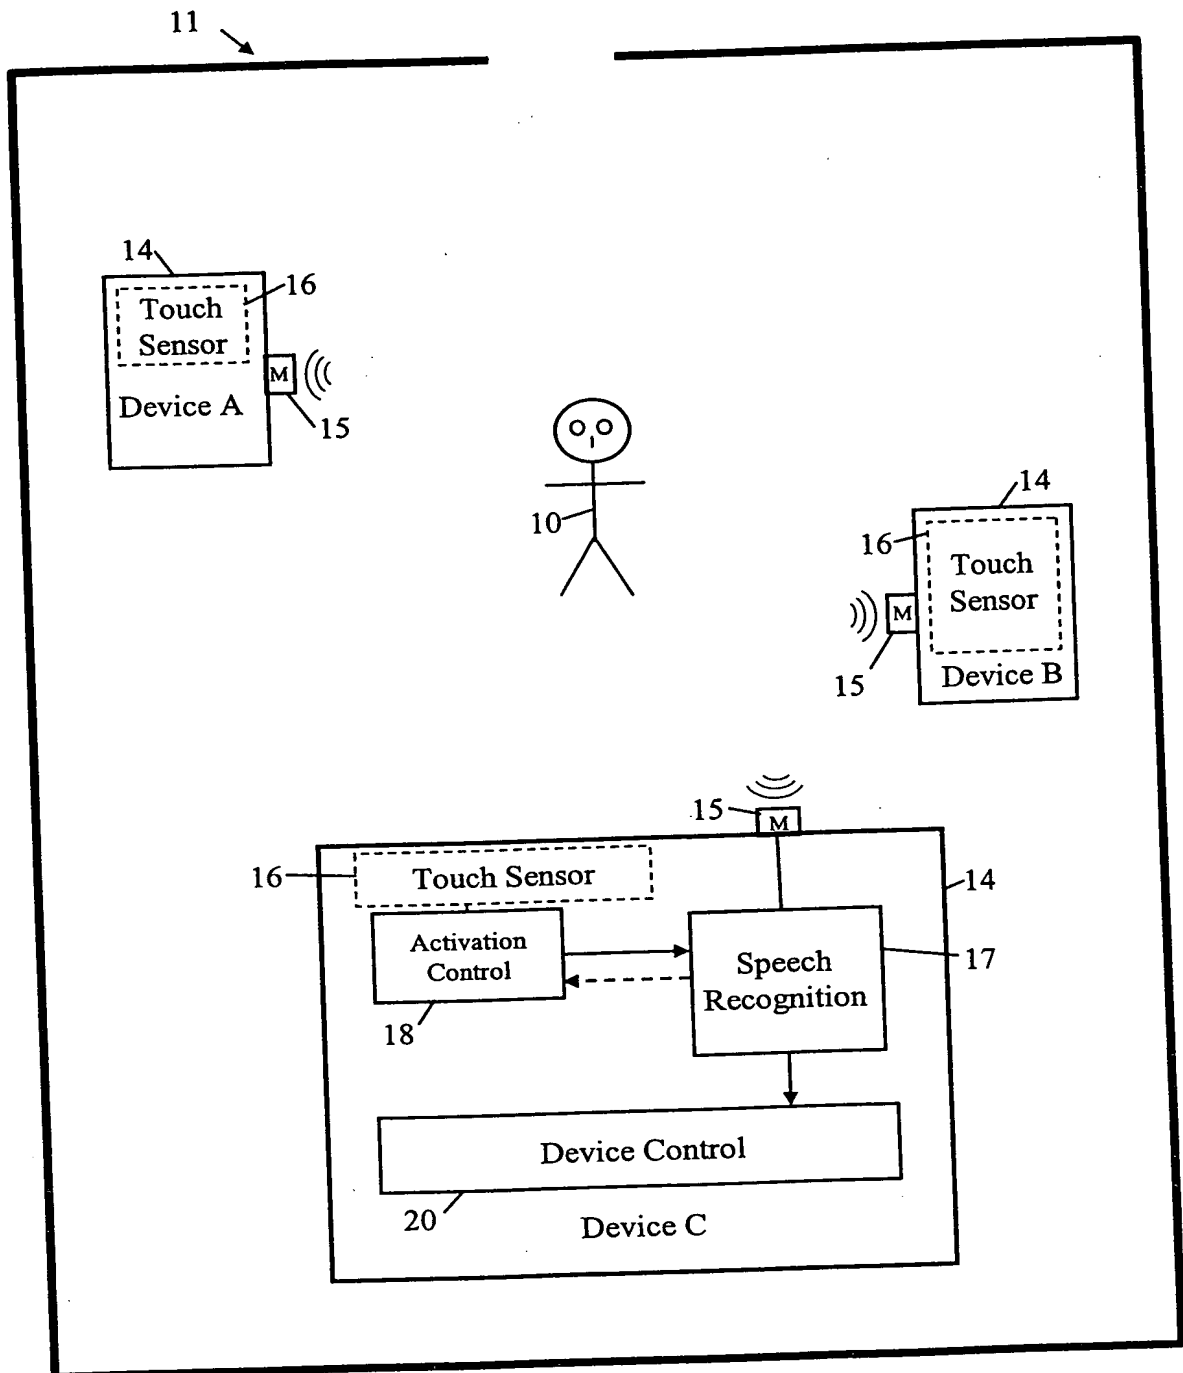 11
14
16
Touch
Sensor
M
Device A
15
10
14
16
Touch
Sensor
M
15
Device B
15
M
16
Touch Sensor
14
Activation
Control
Speech
Recognition
17
18
Device Control
20
Device C